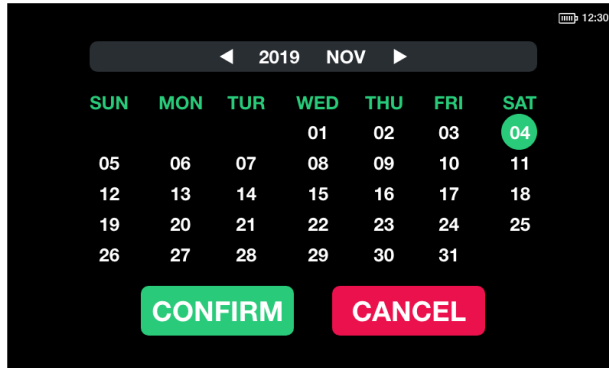 12:30
2019 NOV
SUN MON TUR WED THU FRI SAT
01 02 03 04
05 06 07 08 09 10 11
12 13 14 15 16 17 18
19 20 21 22 23 24 25
26 27 28 29 30 31
CONFIRM CANCEL